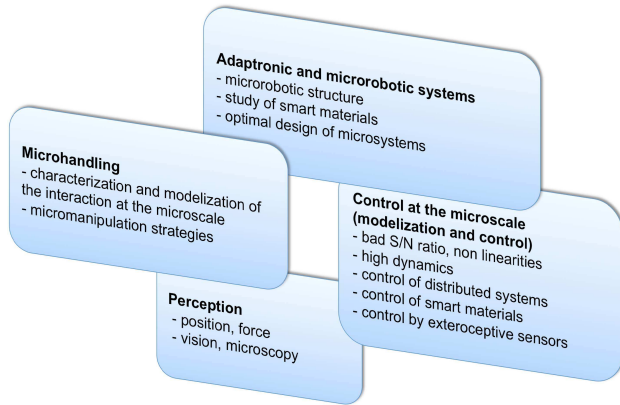 Adaptronic and microrobotic systems
- microrobotic structure
- study of smart materials
- optimal design of microsystems
Microhandling
- characterization and modelization of
the interaction at the microscale
- micromanipulation strategies
Control at the microscale
(modelization and control)
- bad S/N ratio, non linearities
- high dynamics
- control of distributed systems
- control of smart materials
- control by exteroceptive sensors
Perception
- position, force
- vision, microscopy